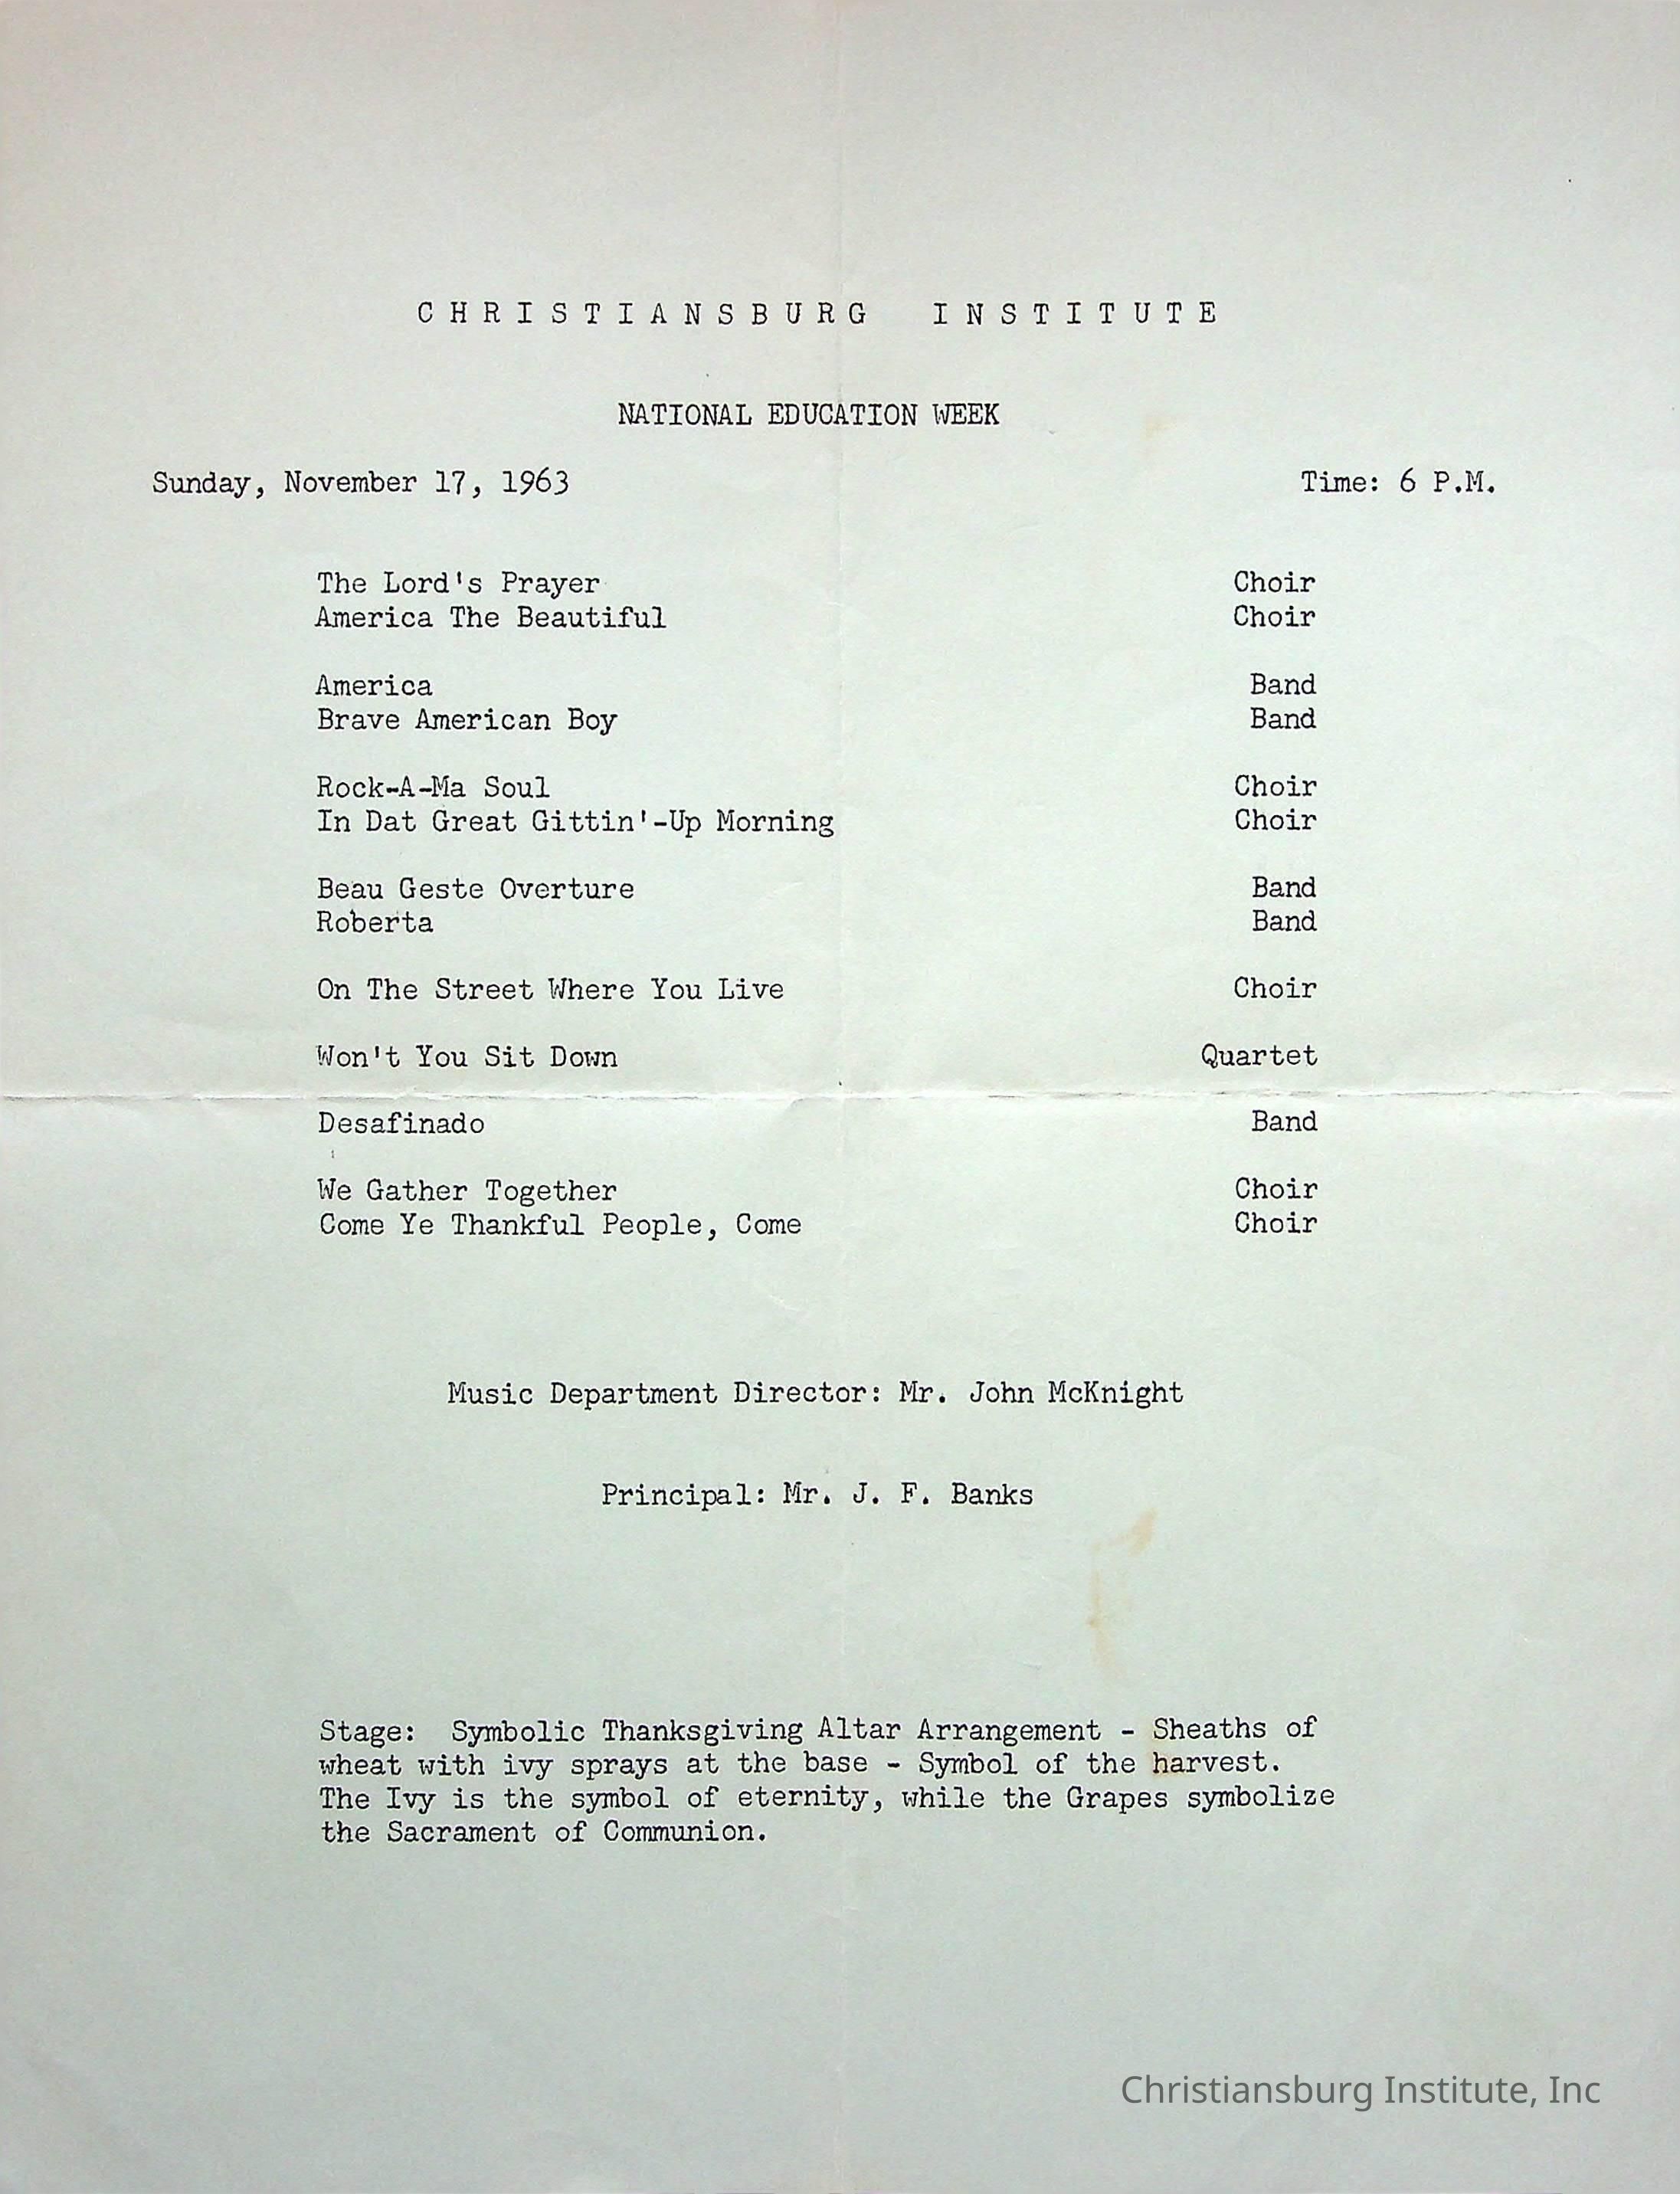 CHRISTIANSBURG INSTITUTE
NATIONAL EDUCATION WEEK
Sunday, November 17, 1963 Time: 6 P.M.
The Lord's Prayer Choir
America The Beautiful Choir
America Band
Brave American Boy Band
Rock-A-Ma Soul Choir
In Dat Great Gittin'-Up Morning Choir
Beau Geste Overture Band
Roberta Band
On The Street Where You Live Choir
Won't You Sit Down Quartet
Desafinado Band
We Gather Together Choir
Come Ye Thankful People, Come Choir
Music Department Director: Mr. John McKnight
Principal: Mr. J. F. Banks
Stage: Symbolic Thanksgiving Altar Arrangement - Sheaths of
wheat with ivy sprays at the base - Symbol of the harvest.
The Ivy is the symbol of eternity, while the Grapes symbolize
the Sacrament of Communion.
Christiansburg Institute, Inc